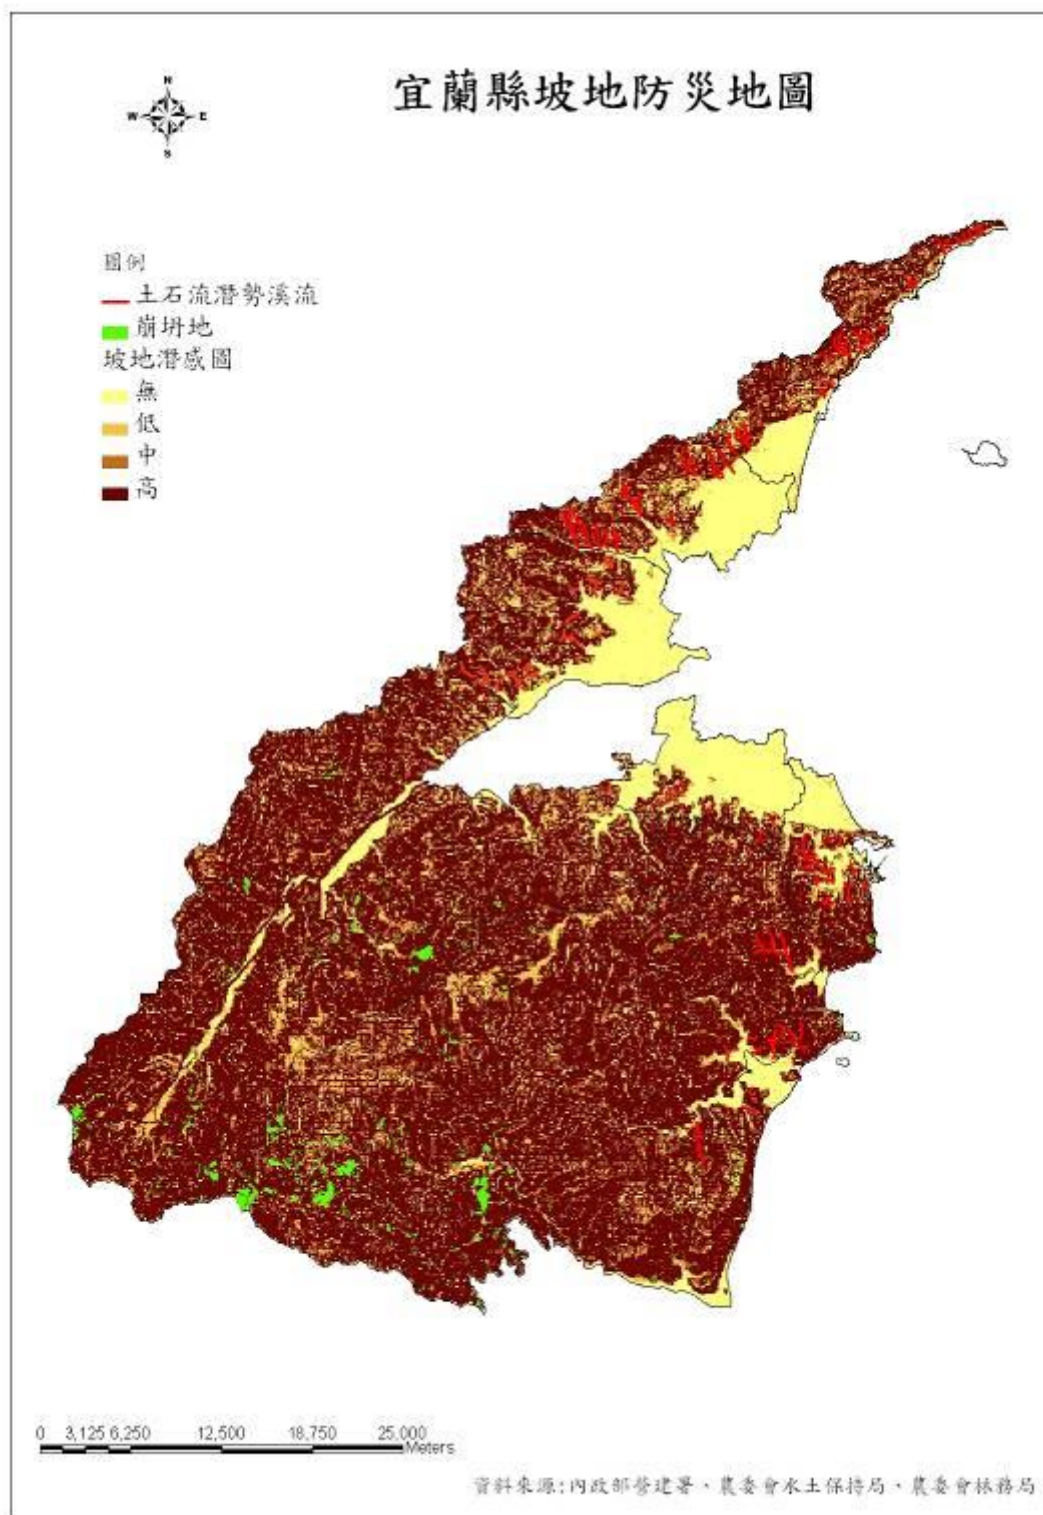 宜蘭縣坡地防災地圖
N
W E
S
圖例
土石流潛勢溪流
崩坍地
坡地潛感圖
無
低
中
高
0 3,125 6,250 12,500 18,750 25,000
Meters
資料來源:內政部營建署、農委會水土保持局、農委會林務局